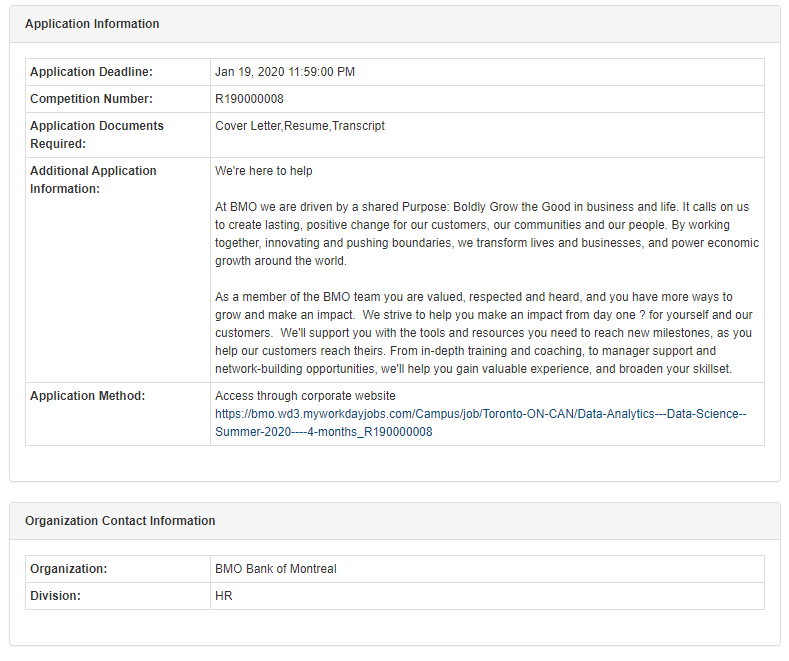 Application Information
Application Deadline: Jan 19, 2020 11:59:00 PM
Competition Number: R190000008
Application Documents Required: Cover Letter,Resume,Transcript
Additional Application Information: We're here to help
At BMO we are driven by a shared Purpose: Boldly Grow the Good in business and life. It calls on us
to create lasting, positive change for our customers, our communities and our people. By working
together, innovating and pushing boundaries, we transform lives and businesses, and power economic
growth around the world.
As a member of the BMO team you are valued, respected and heard, and you have more ways to
grow and make an impact.  We strive to help you make an impact from day one ? for yourself and our
customers.  We'll support you with the tools and resources you need to reach new milestones, as you
help our customers reach theirs. From in-depth training and coaching, to manager support and
network-building opportunities, we'll help you gain valuable experience, and broaden your skillset.
Application Method: Access through corporate website
https://bmo.wd3.myworkdayjobs.com/Campus/job/Toronto-ON-CAN/Data-Analytics---Data-Science--
Summer-2020----4-months_R190000008
Organization Contact Information
Organization: BMO Bank of Montreal
Division: HR